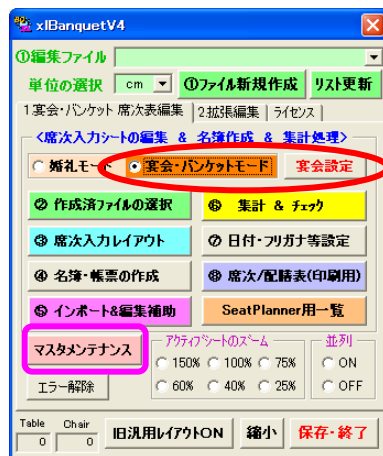 xlBanquetV4
①編集ファイル
単位の選択 cm ①ファイル新規作成 リスト更新
1.宴会・バンケット 席次表編集 2.拡張編集 ライセンス
<席次入力シートの編集 & 名簿作成 & 集計処理>
婚礼モード 宴会・バンケットモード 宴会設定
② 作成済ファイルの選択 ⑥ 集計 & チェック
③ 席次入力レイアウト ⑦ 日付・フリガナ等設定
④ 名簿・帳票の作成 ⑧ 席次/配膳表(印刷用)
⑤ インポート&編集補助 SeatPlanner用一覧
マスタメンテナンス アクティブシートのズーム 並列
150% 100% 75% ON
エラー解除 60% 40% 25% OFF
Table Chair
0 0 旧汎用レイアウトON 縮小 保存・終了